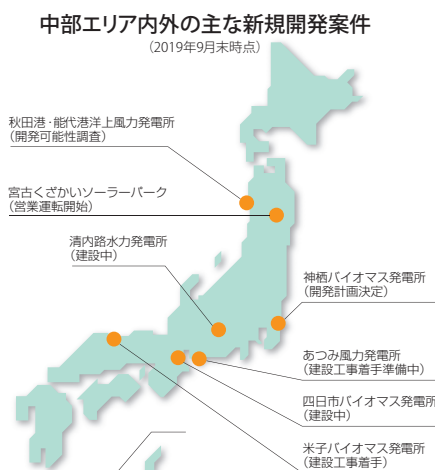 中部エリア内外の主な新規開発案件
（2019年9月末時点）
秋田港・能代港洋上風力発電所
（開発可能性調査）
宮古くざかいソーラーパーク
（営業運転開始）
清内路水力発電所
（建設中）
神栖バイオマス発電所
（開発計画決定）
あつみ風力発電所
（建設工事着手準備中）
四日市バイオマス発電所
（建設中）
米子バイオマス発電所
（建設工事着手）